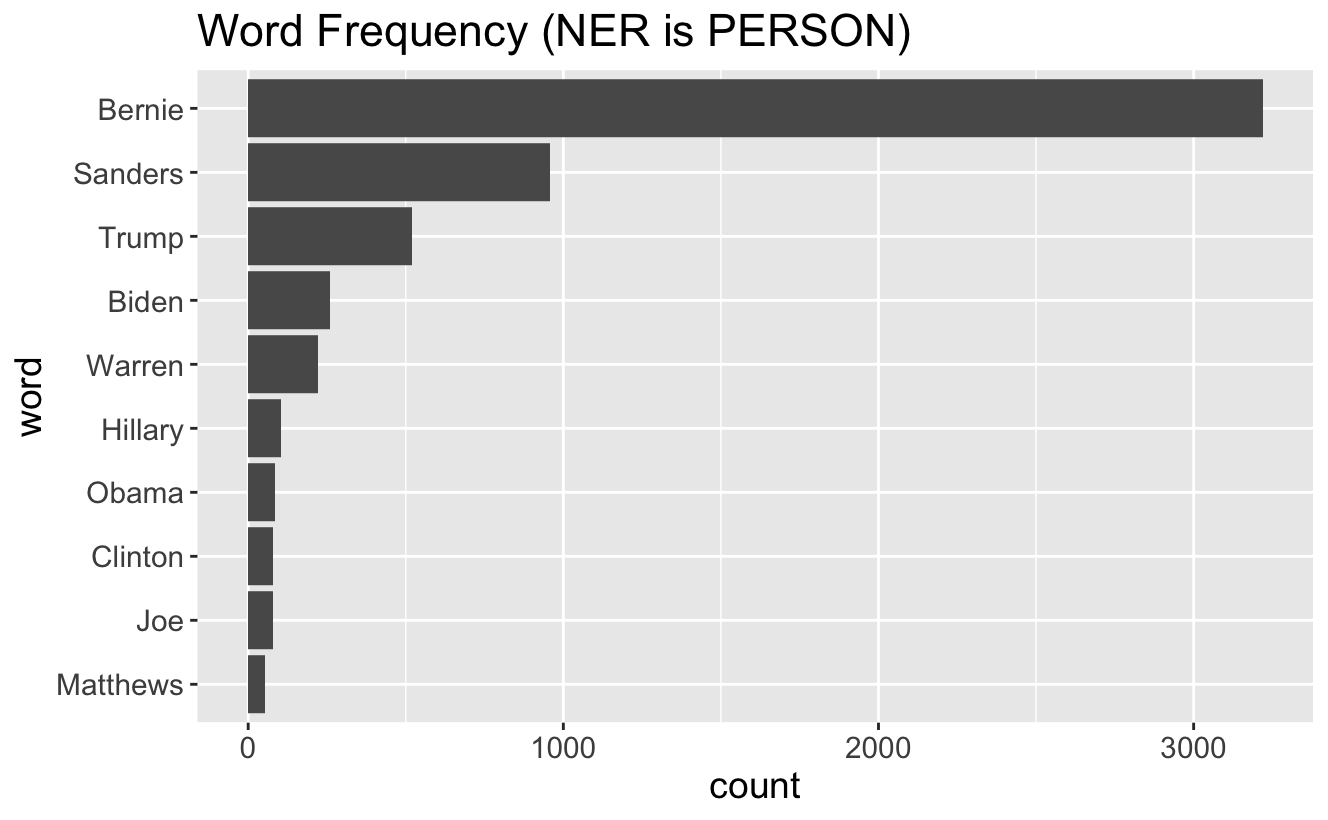 Word Frequency (NER is PERSON)
Bernie
Sanders
Trump
Biden
Warren
Hillary
Obama
Clinton
Joe
Matthews
word
0 1000 2000 3000
count